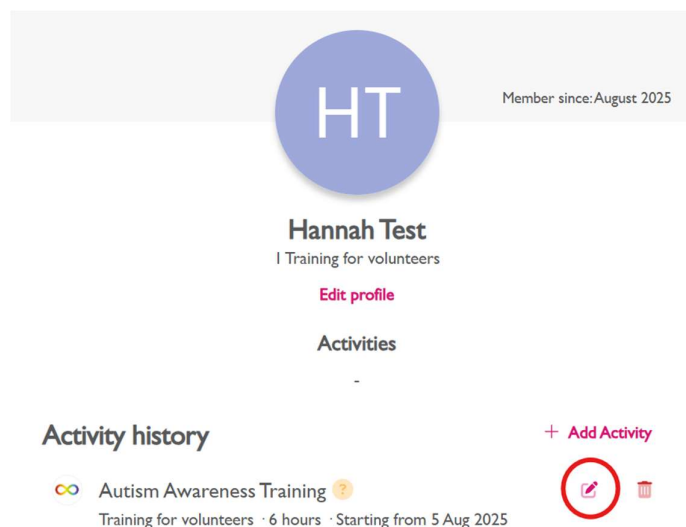 HT
Member since: August 2025
Hannah Test
1 Training for volunteers
Edit profile
Activities
-
Activity history
+ Add Activity
Autism Awareness Training ?
Training for volunteers · 6 hours · Starting from 5 Aug 2025